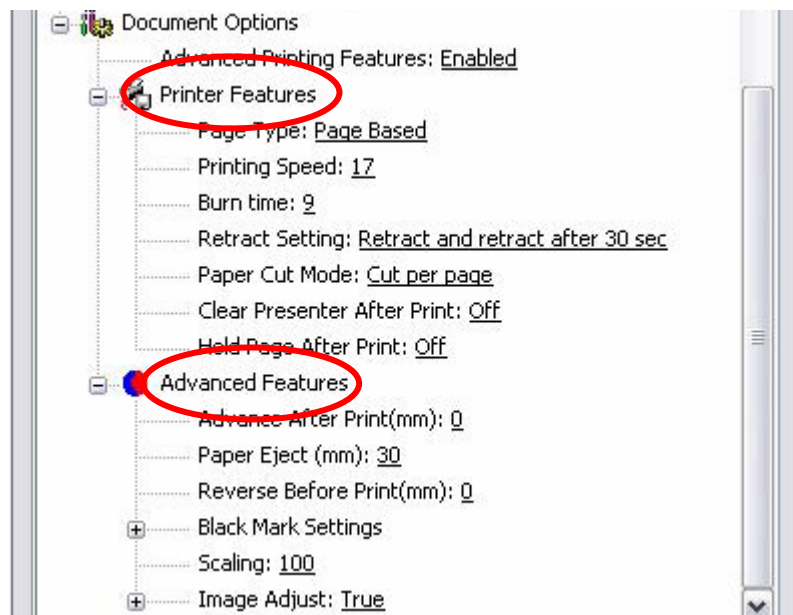 Document Options
Advanced Printing Features: Enabled
Printer Features
Page Type: Page Based
Printing Speed: 17
Burn time: 9
Retract Setting: Retract and retract after 30 sec
Paper Cut Mode: Cut per page
Clear Presenter After Print: Off
Hold Page After Print: Off
Advanced Features
Advance After Print(mm): 0
Paper Eject (mm): 30
Reverse Before Print(mm): 0
Black Mark Settings
Scaling: 100
Image Adjust: True